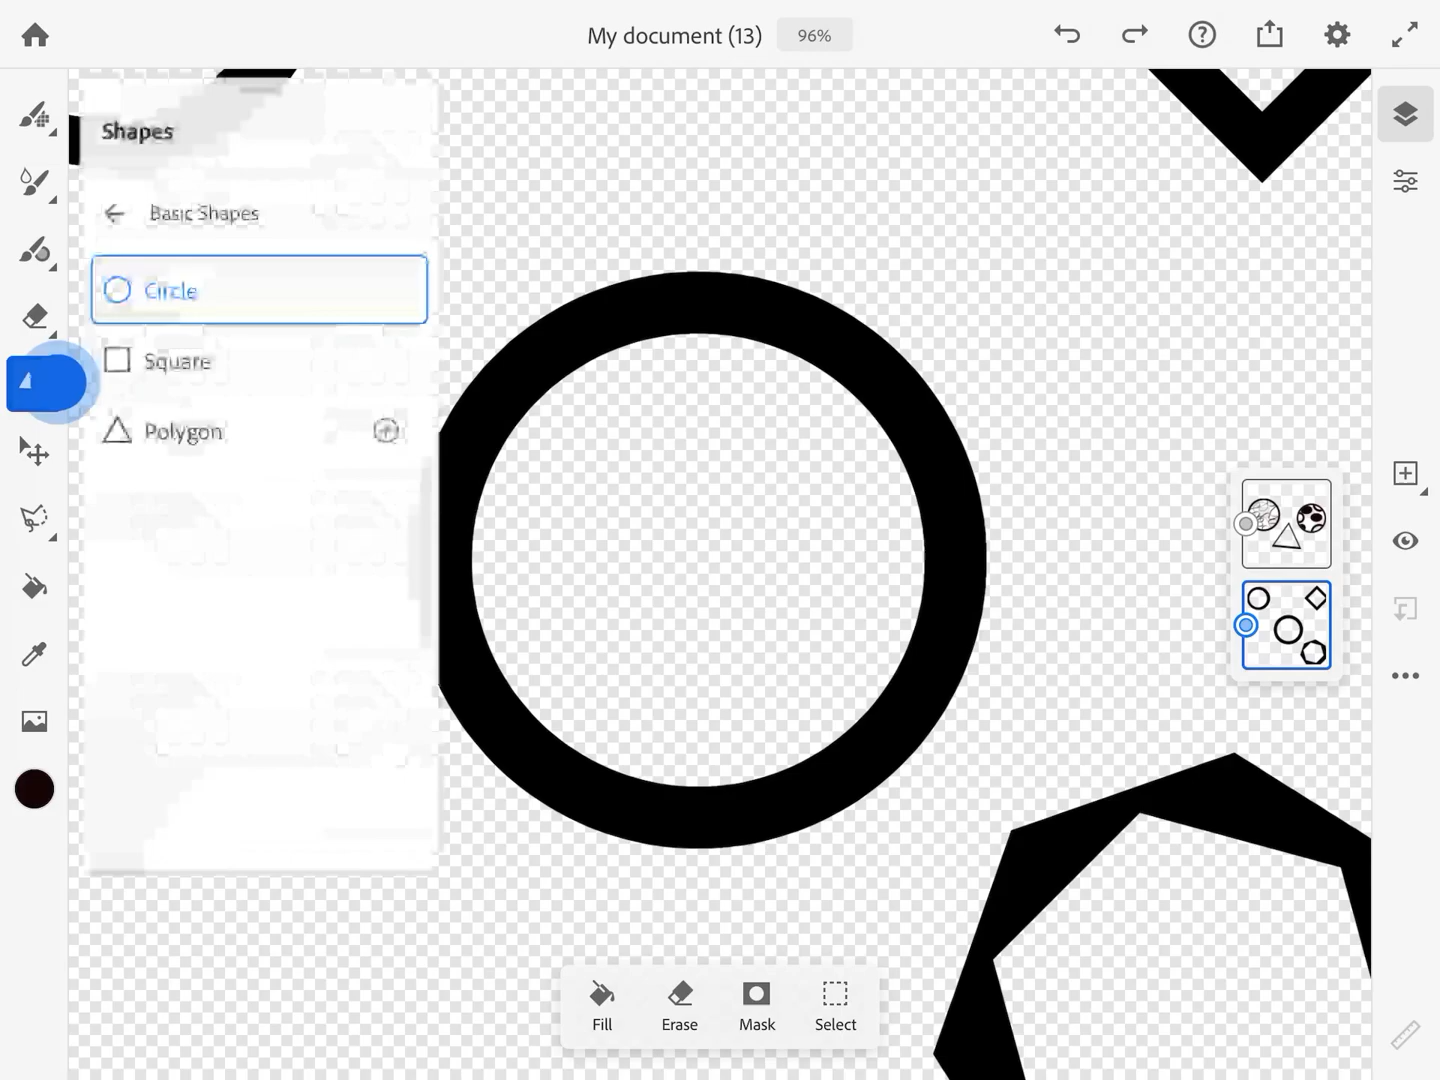 My document (13)
96%
Shapes
Basic Shapes
Circle
Square
Polygon
Fill
Erase
Mask
Select